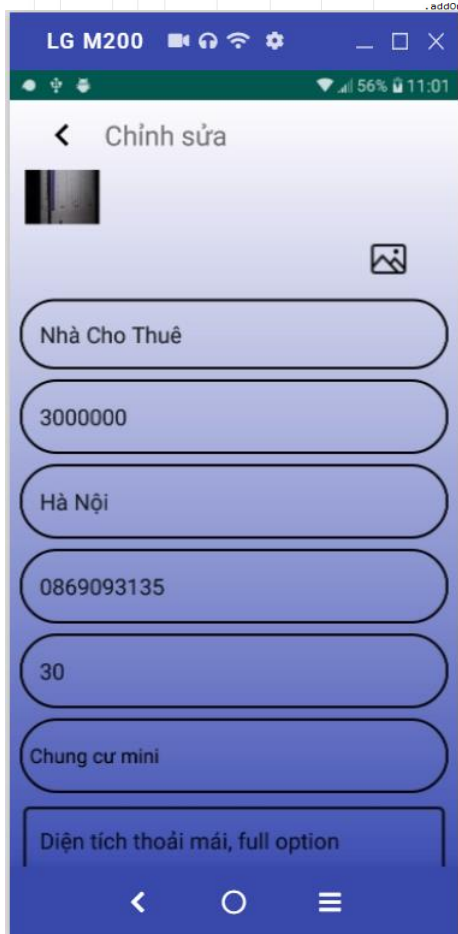 .addO
LG M200
56% 11:01
Chỉnh sửa
Nhà Cho Thuê
3000000
Hà Nội
0869093135
30
Chung cư mini
Diện tích thoải mái, full option